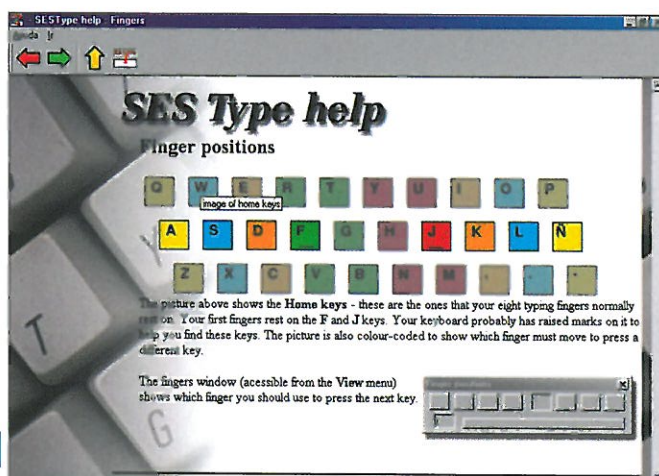 SESType help - Fingers
Ayuda Ir
SES Type help
Finger positions
Q W E R T Y U I O P
image of home keys
A S D F G H J K L Ñ
Z X C V B N M , . -
The picture above shows the Home keys - these are the ones that your eight typing fingers normally
rest on. Your first fingers rest on the F and J keys. Your keyboard probably has raised marks on it to
help you find these keys. The picture is also colour-coded to show which finger must move to press a
different key.
The fingers window (acessible from the View menu)
shows which finger you should use to press the next key.
Finger positions
T
G